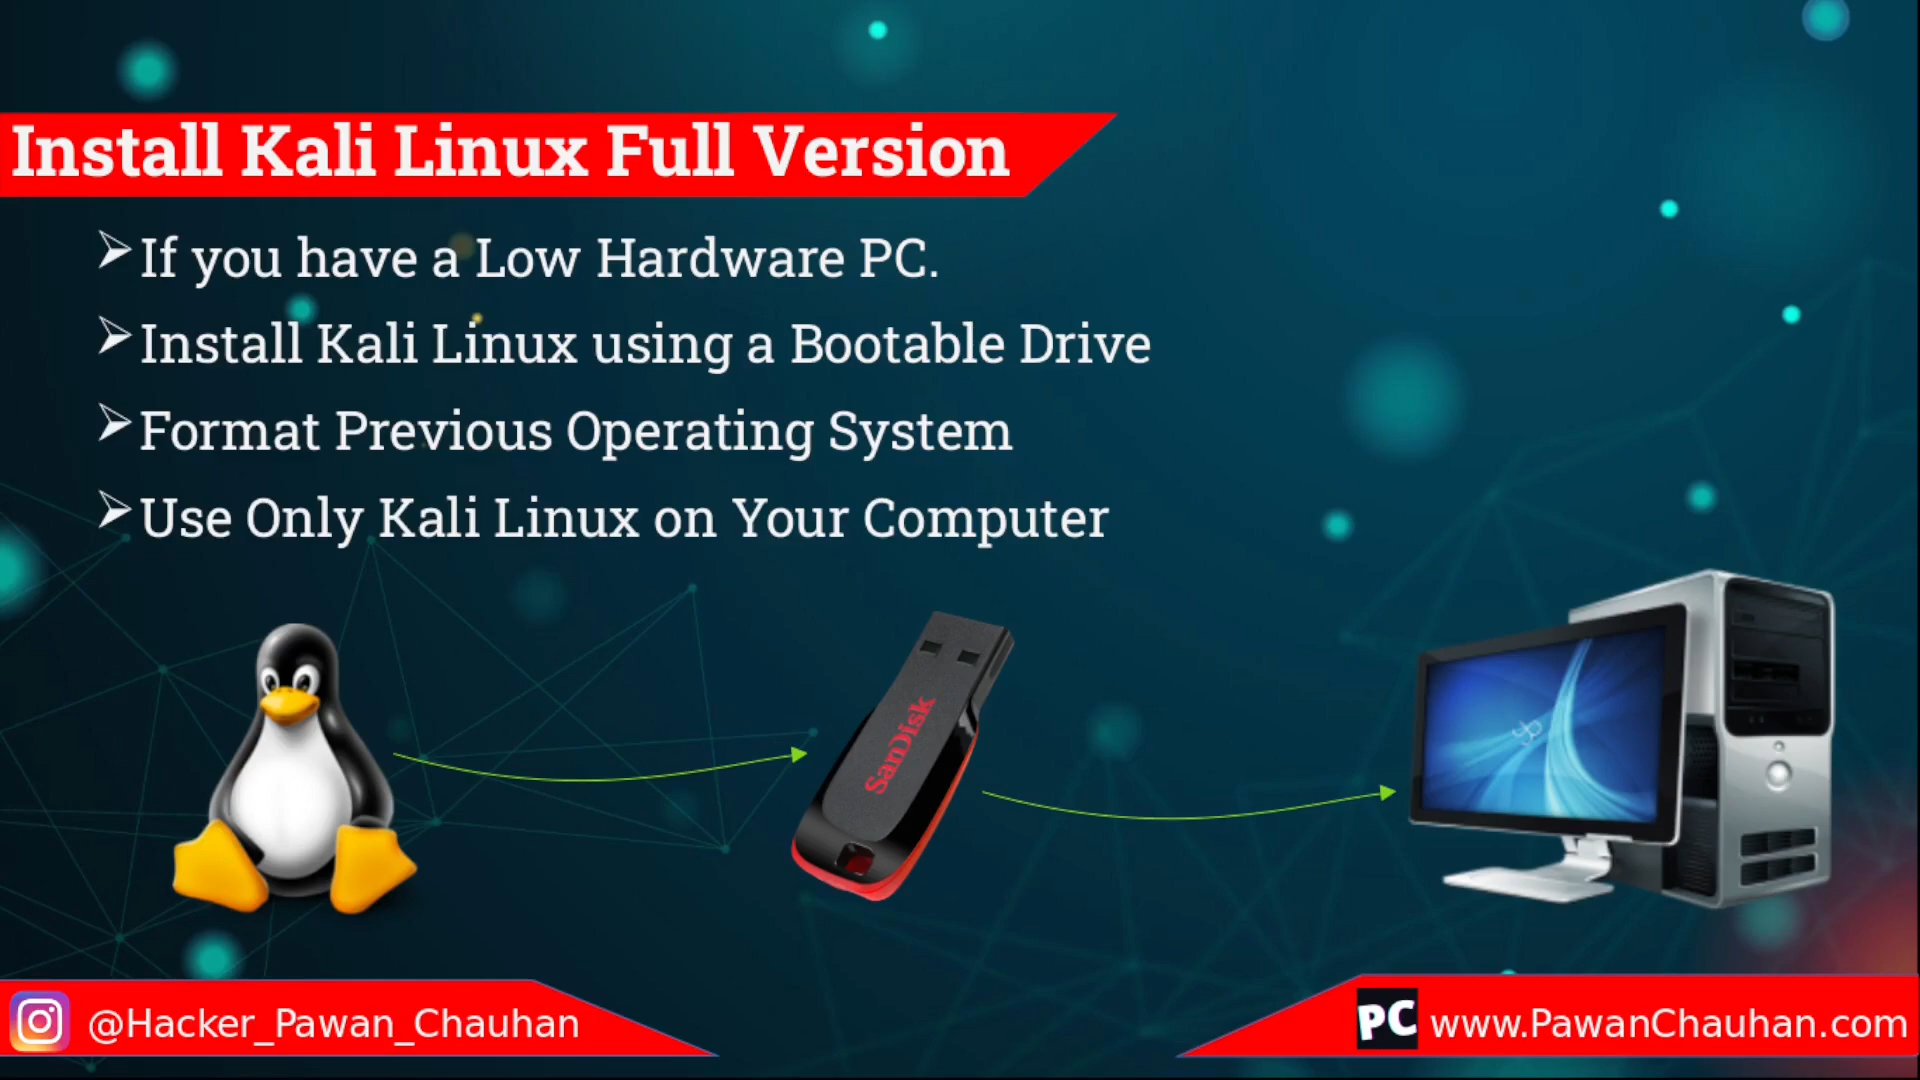 Install Kali Linux Full Version
If you have a Low Hardware PC.
Install Kali Linux using a Bootable Drive
Format Previous Operating System
Use Only Kali Linux on Your Computer
SanDisk
@Hacker_Pawan_Chauhan
PC www.PawanChauhan.com